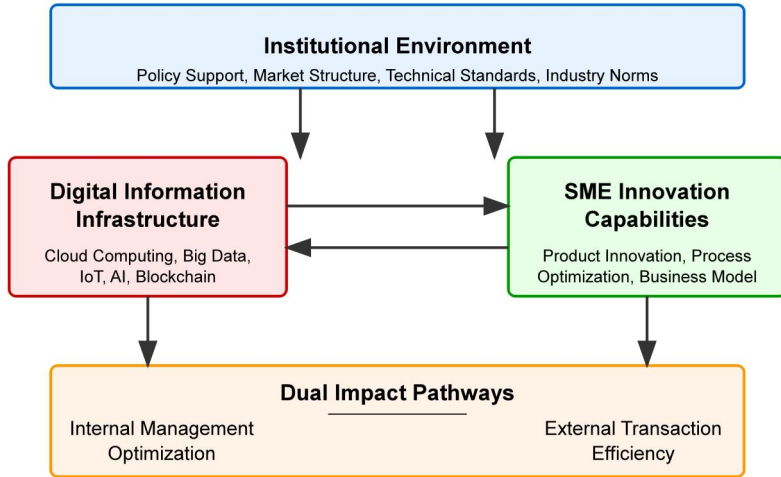 Institutional Environment
Policy Support, Market Structure, Technical Standards, Industry Norms
Digital Information
Infrastructure
Cloud Computing, Big Data,
IoT, AI, Blockchain
SME Innovation
Capabilities
Product Innovation, Process
Optimization, Business Model
Dual Impact Pathways
Internal Management
Optimization
External Transaction
Efficiency